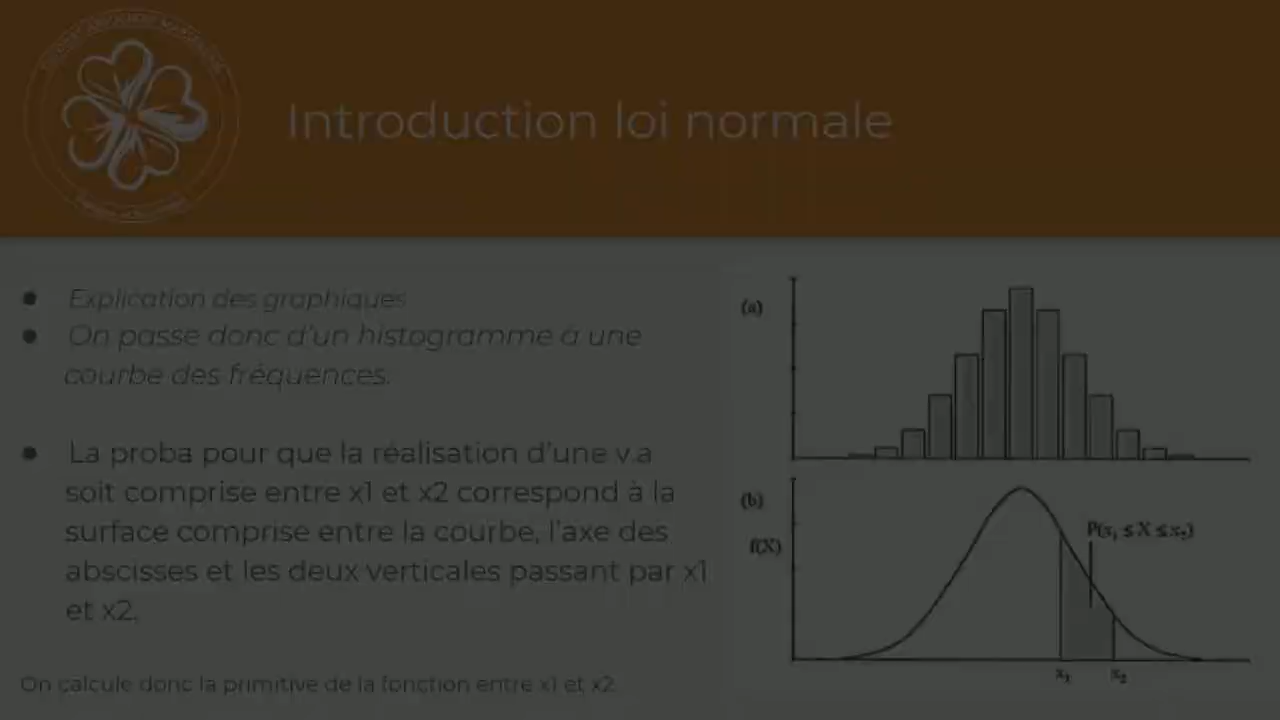 Introduction loi normale
Explication des graphiques
On passe donc d'un histogramme à une
courbe des fréquences.
La proba pour que la réalisation d'une v.a
soit comprise entre x1 et x2 correspond à la
surface comprise entre la courbe, l'axe des
abscisses et les deux verticales passant par x1
et x2.
On calcule donc la primitive de la fonction entre x1 et x2
(a)
(b)
f(X)
P(x₁ ≤ X ≤ x₂)
x₁ x₂